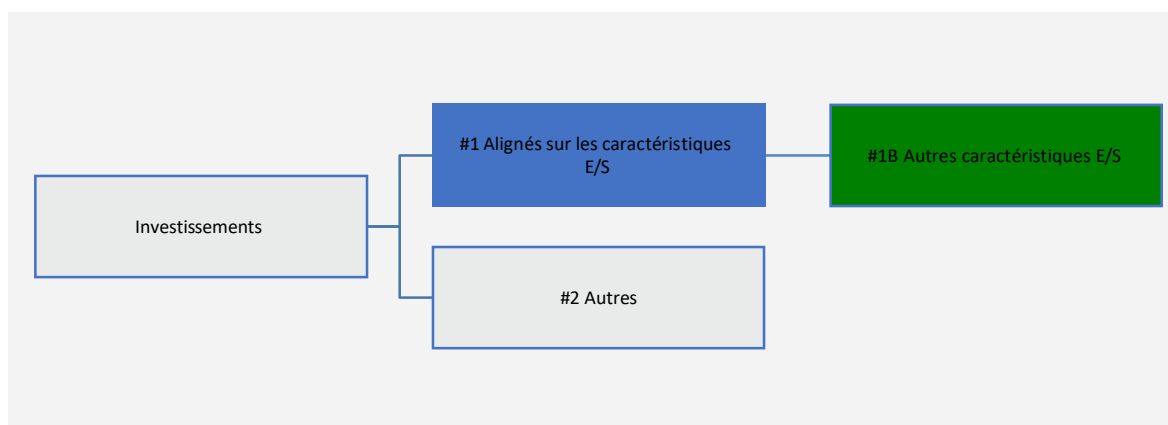 #1 Alignés sur les caractéristiques
E/S
#1B Autres caractéristiques E/S
Investissements
#2 Autres